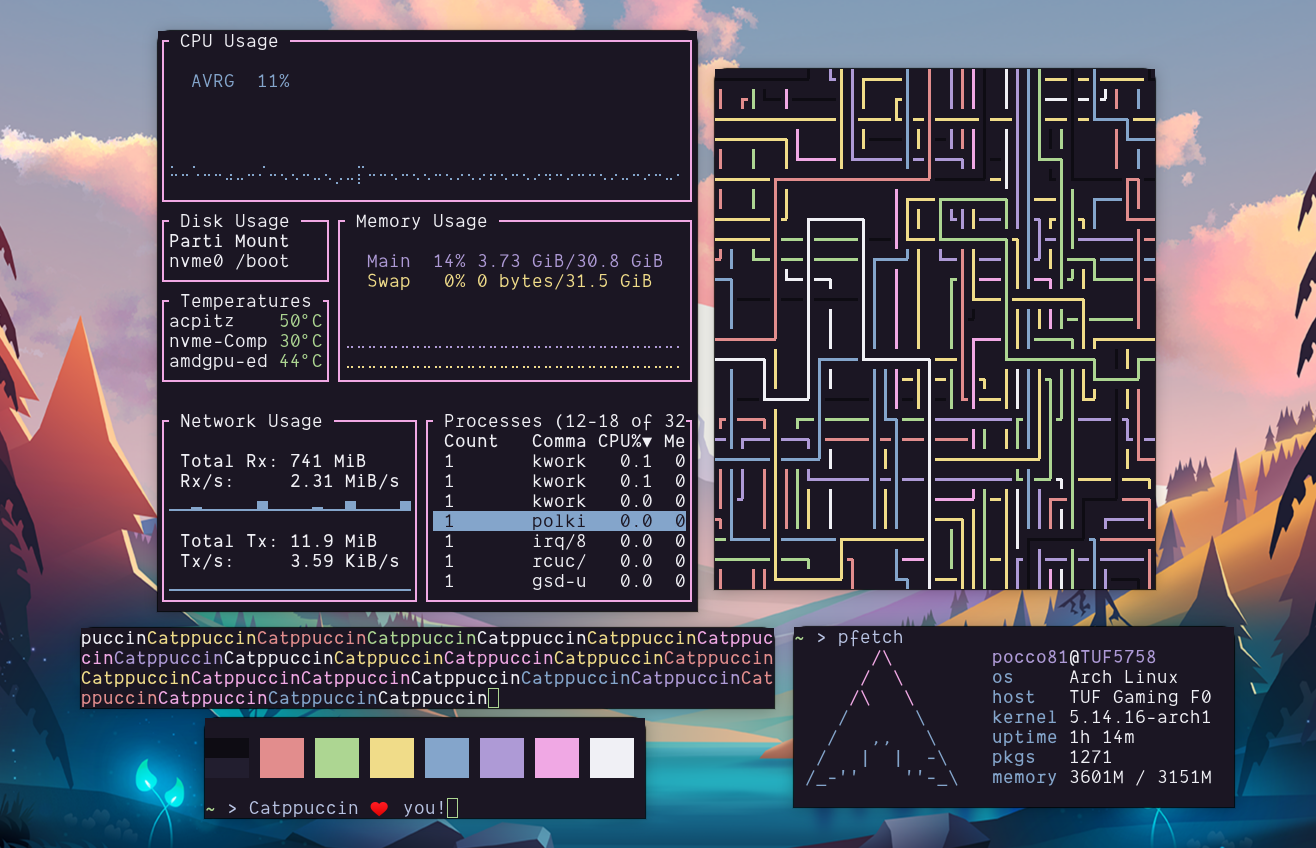 CPU Usage
AVRG 11%
Disk Usage
Parti Mount
nvme0 /boot
Memory Usage
Main 14% 3.73 GiB/30.8 GiB
Swap 0% 0 bytes/31.5 GiB
Temperatures
acpitz 50°C
nvme-Comp 30°C
amdgpu-ed 44°C
Network Usage
Total Rx: 741 MiB
Rx/s: 2.31 MiB/s
Total Tx: 11.9 MiB
Tx/s: 3.59 KiB/s
Processes (12-18 of 32
Count Comma CPU%▼ Me
1 kwork 0.1 0
1 kwork 0.1 0
1 kwork 0.0 0
1 polki 0.0 0
1 irq/8 0.0 0
1 rcuc/ 0.0 0
1 gsd-u 0.0 0
puccinCatppuccinCatppuccinCatppuccinCatppuccinCatppuccinCatppuc
cinCatppuccinCatppuccinCatppuccinCatppuccinCatppuccinCatppuccin
CatppuccinCatppuccinCatppuccinCatppuccinCatppuccinCatppuccinCat
ppuccinCatppuccinCatppuccinCatppuccin
~ > Catppuccin ❤ you!
~ > pfetch
pocco81@TUF5758
os Arch Linux
host TUF Gaming F0
kernel 5.14.16-arch1
uptime 1h 14m
pkgs 1271
memory 3601M / 3151M